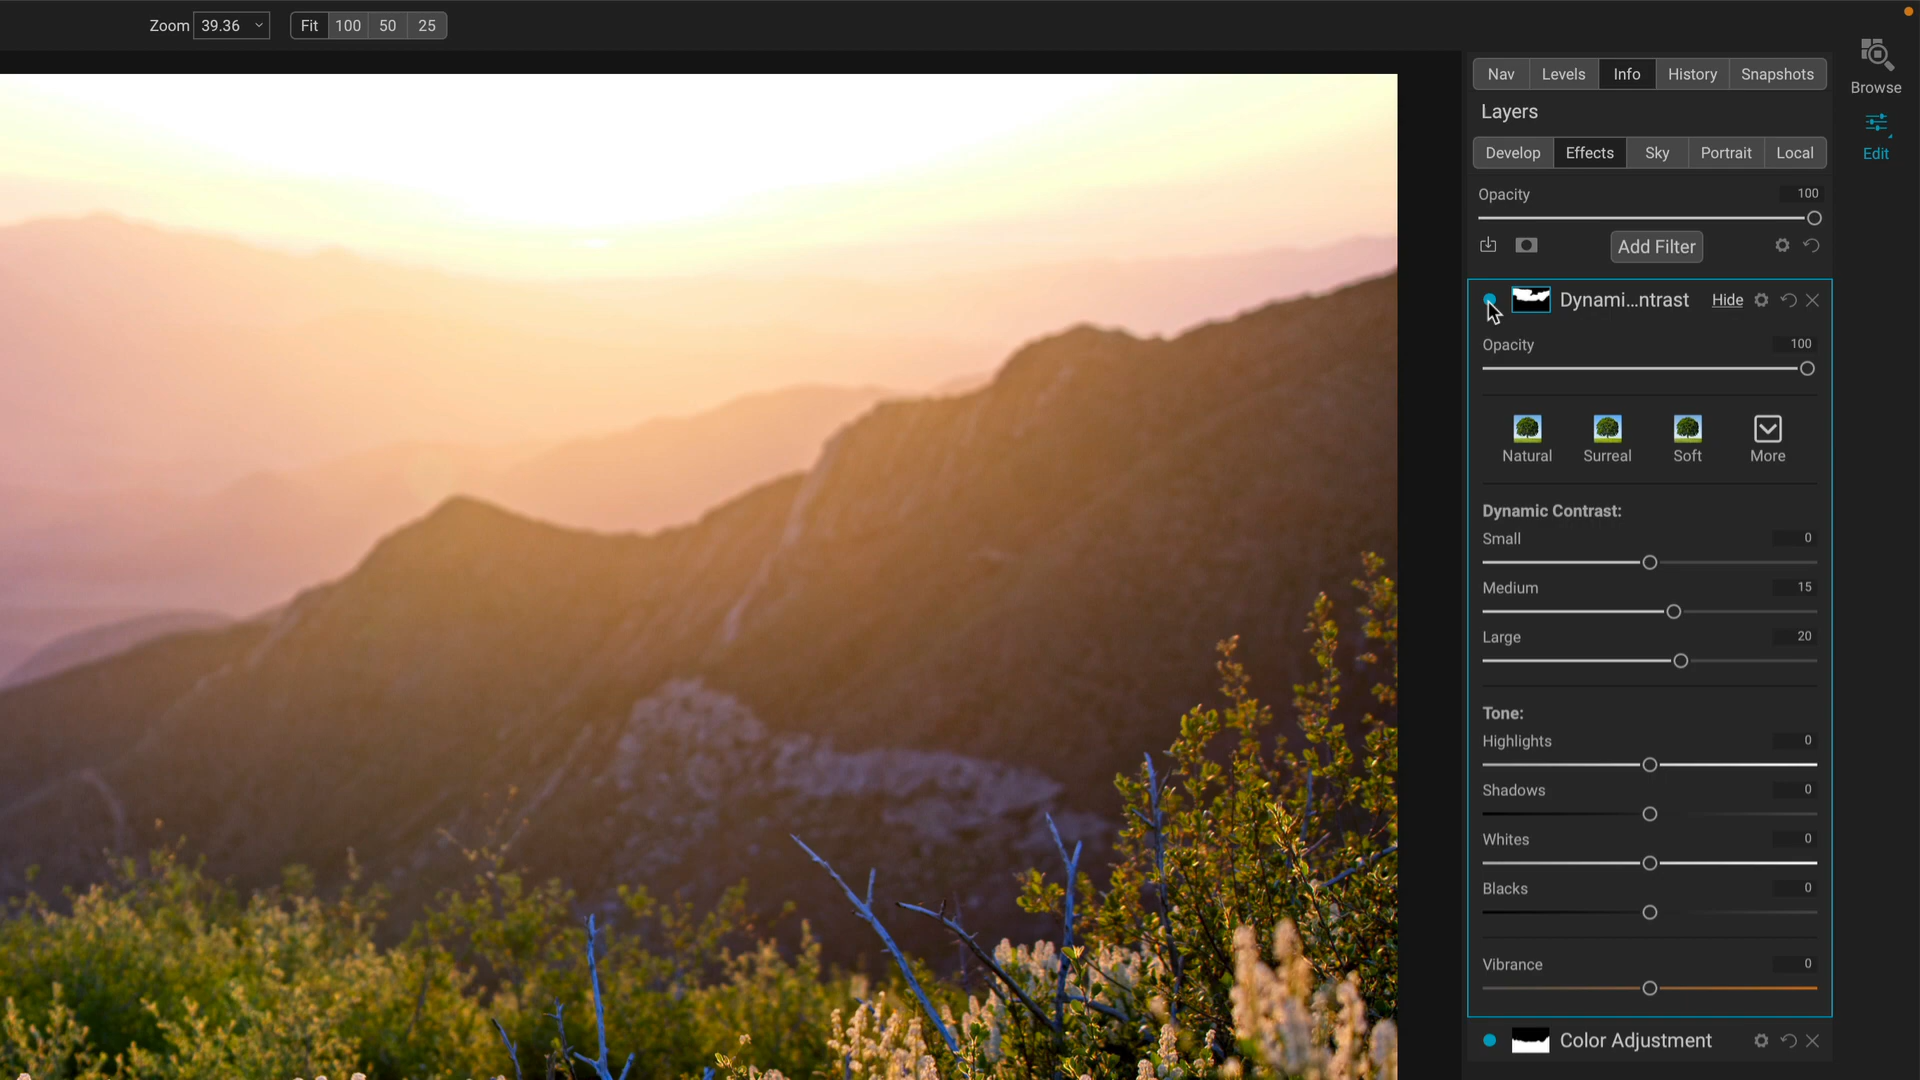 Zoom 39.36 Fit 100 50 25
Nav Levels Info History Snapshots
Browse
Layers
Edit
Develop Effects Sky Portrait Local
Opacity 100
Add Filter
Dynami...ntrast Hide
Opacity 100
Natural Surreal Soft More
Dynamic Contrast:
Small 0
Medium 15
Large 20
Tone:
Highlights 0
Shadows 0
Whites 0
Blacks 0
Vibrance 0
Color Adjustment